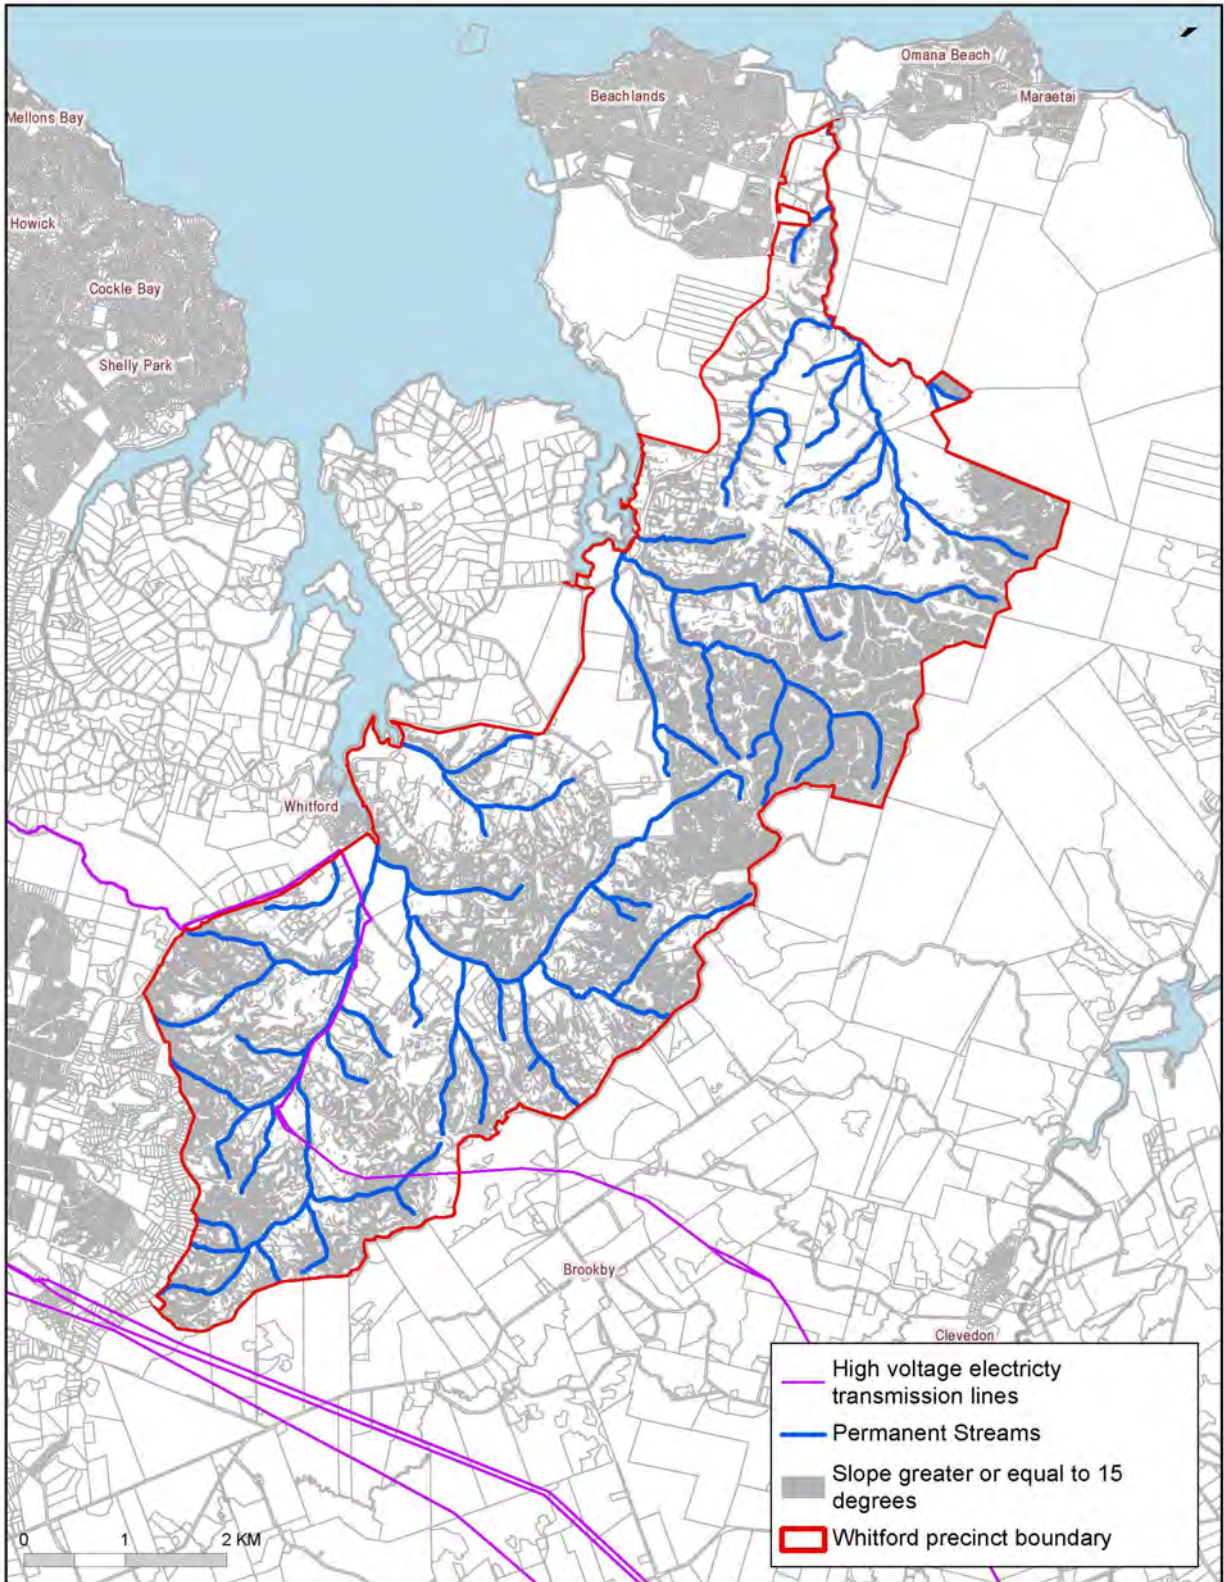 Omana Beach
Beachlands
Maraetai
Mellons Bay
Howick
Cockle Bay
Shelly Park
Whitford
Brookby
Clevedon
High voltage electricty
transmission lines
Permanent Streams
Slope greater or equal to 15
degrees
Whitford precinct boundary
0 1 2 KM